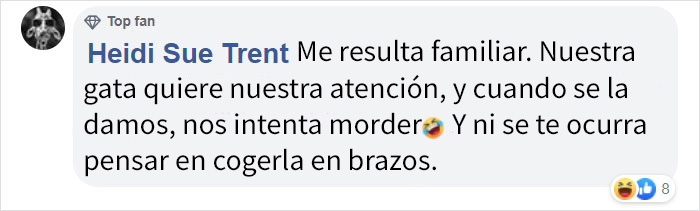 Top fan
Heidi Sue Trent Me resulta familiar. Nuestra
gata quiere nuestra atención, y cuando se la
damos, nos intenta morder🤣 Y ni se te ocurra
pensar en cogerla en brazos.
8